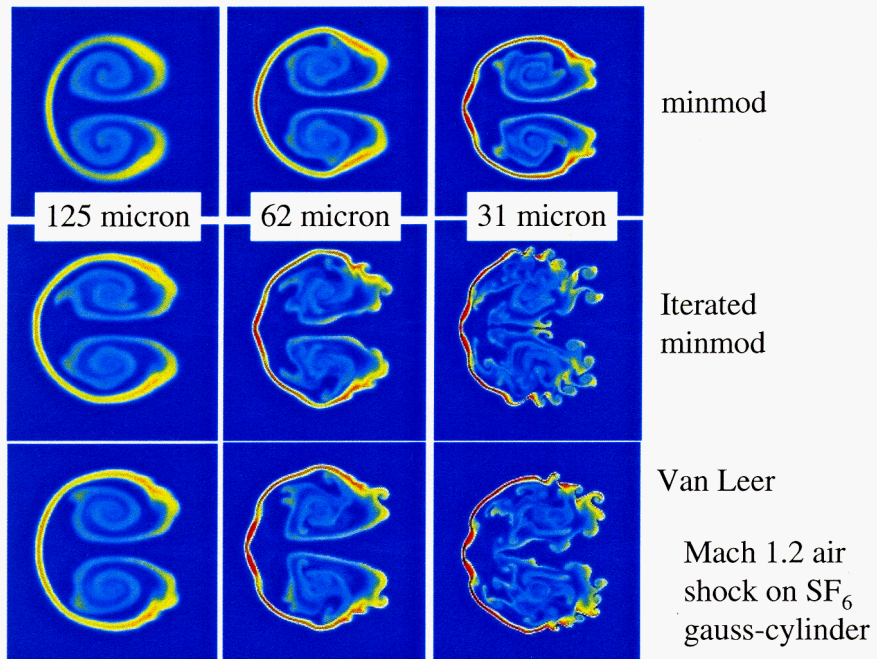 minmod
125 micron
62 micron
31 micron
Iterated
minmod
Van Leer
Mach 1.2 air
shock on SF₆
gauss-cylinder